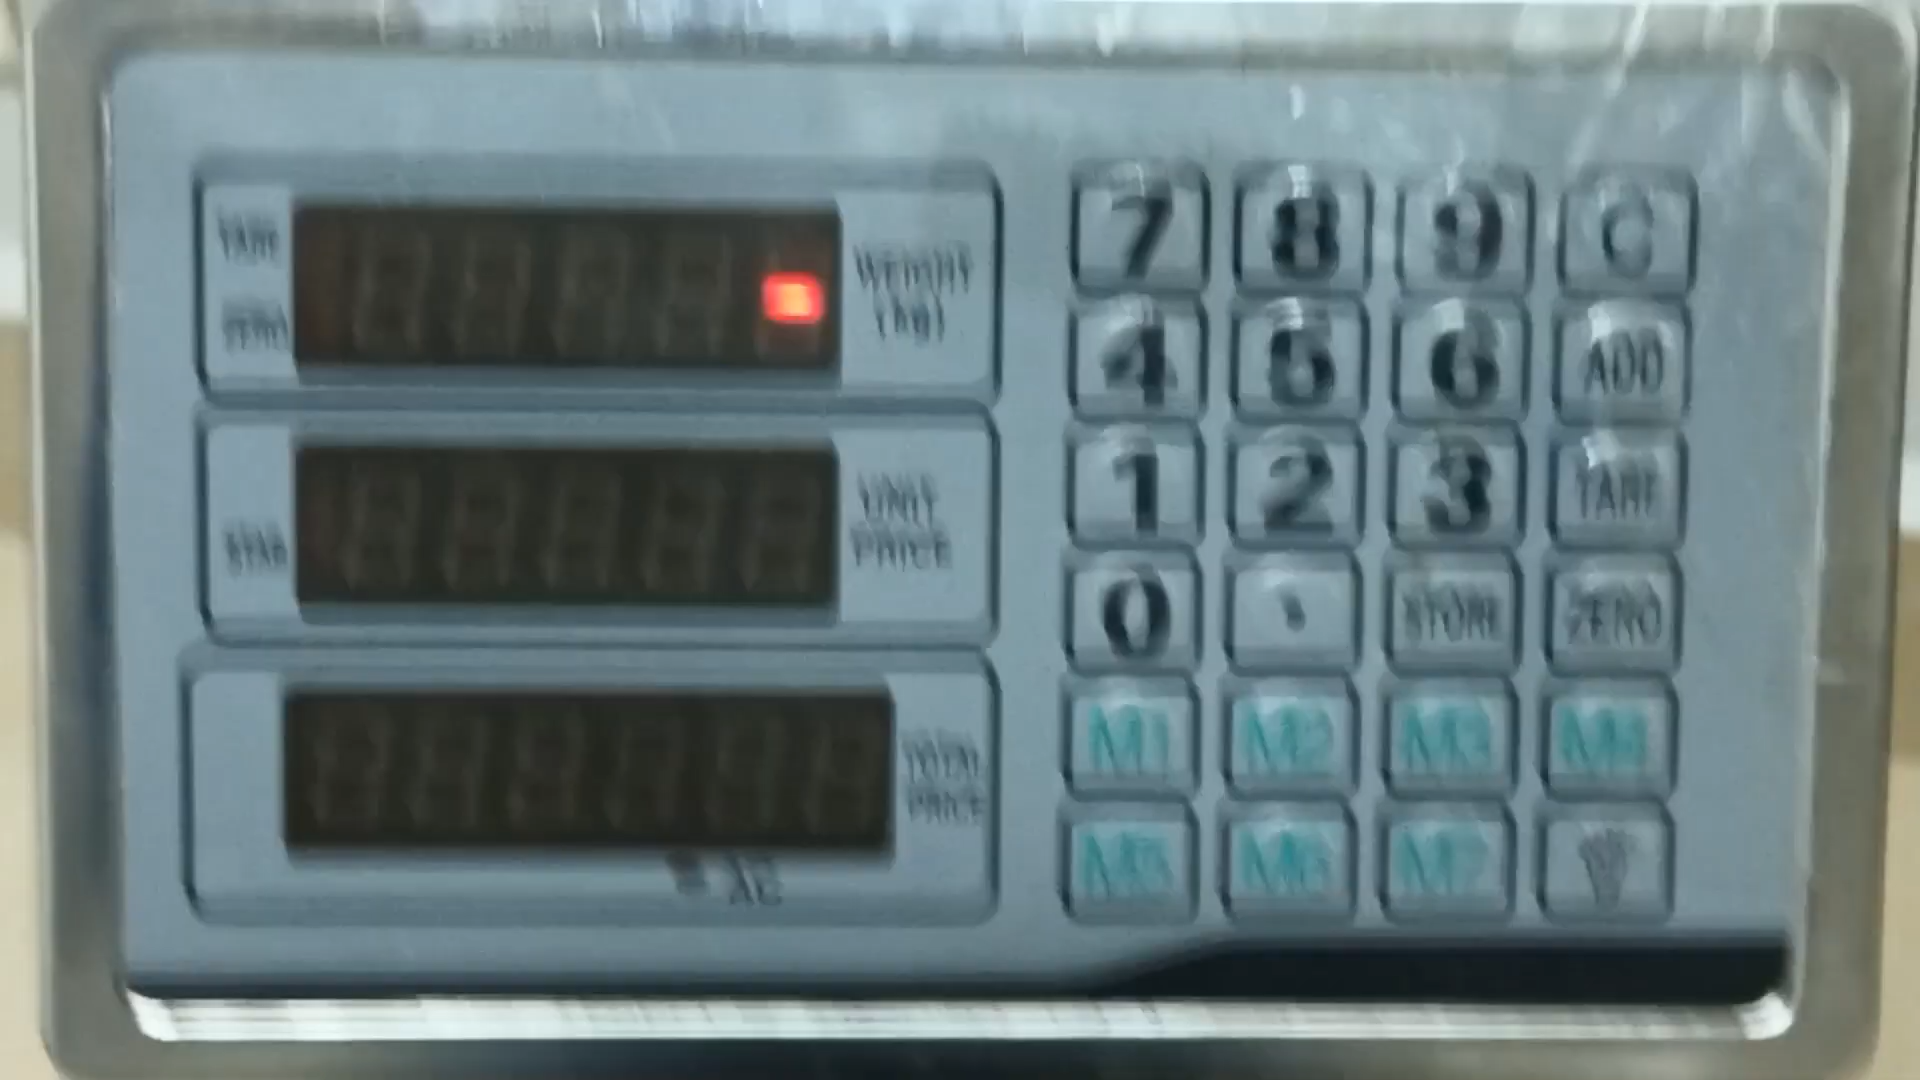 TARE
ZERO
WEIGHT
(kg)
UNIT
PRICE
TOTAL
PRICE
AC
7 8 9 C
4 5 6 ADD
1 2 3 TARE
0 . STORE ZERO
M1 M2 M3 M4
M5 M6 M7